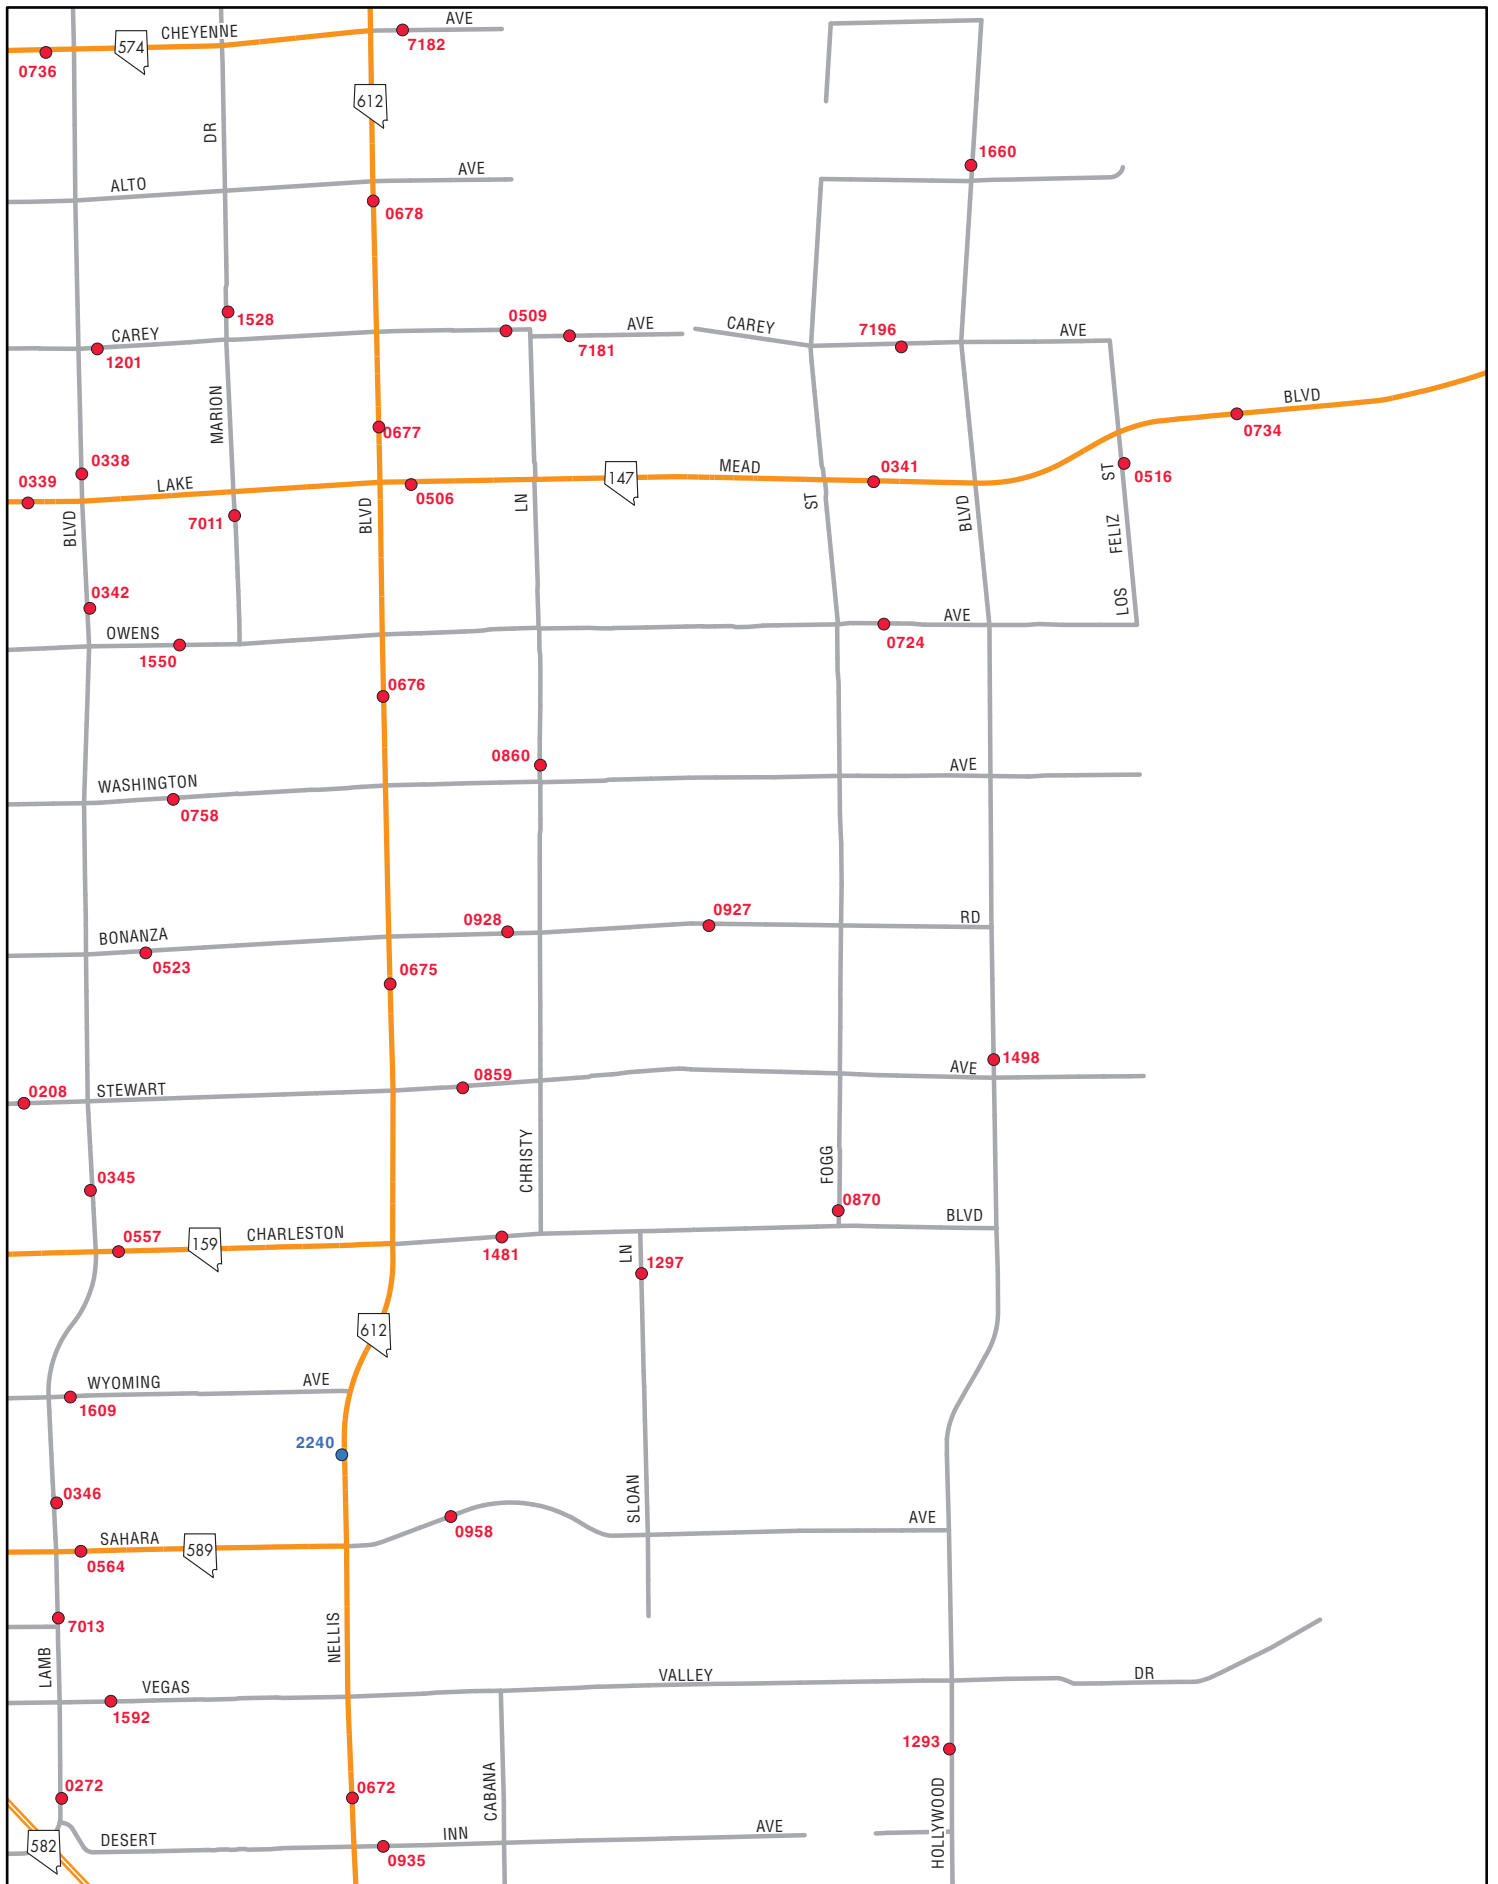 AVE
CHEYENNE
574
7182
0736
612
DR
1660
AVE
ALTO
0678
1528
0509
AVE
CAREY
7196
AVE
CAREY
7181
1201
MARION
BLVD
0734
0677
0338
0339
LAKE
MEAD
0341
147
ST
0516
0506
LN
ST
BLVD
7011
BLVD
BLVD
FELIZ
0342
LOS
OWENS
AVE
1550
0724
0676
0860
AVE
WASHINGTON
0758
0927
0928
RD
BONANZA
0523
0675
1498
0859
AVE
0208
STEWART
CHRISTY
FOGG
0345
0870
BLVD
0557
159
CHARLESTON
1481
LN
1297
612
WYOMING
AVE
1609
2240
0346
SLOAN
AVE
0958
SAHARA
589
0564
7013
NELLIS
LAMB
VEGAS
VALLEY
DR
1592
1293
0272
0672
CABANA
HOLLYWOOD
582
DESERT
INN
AVE
0935